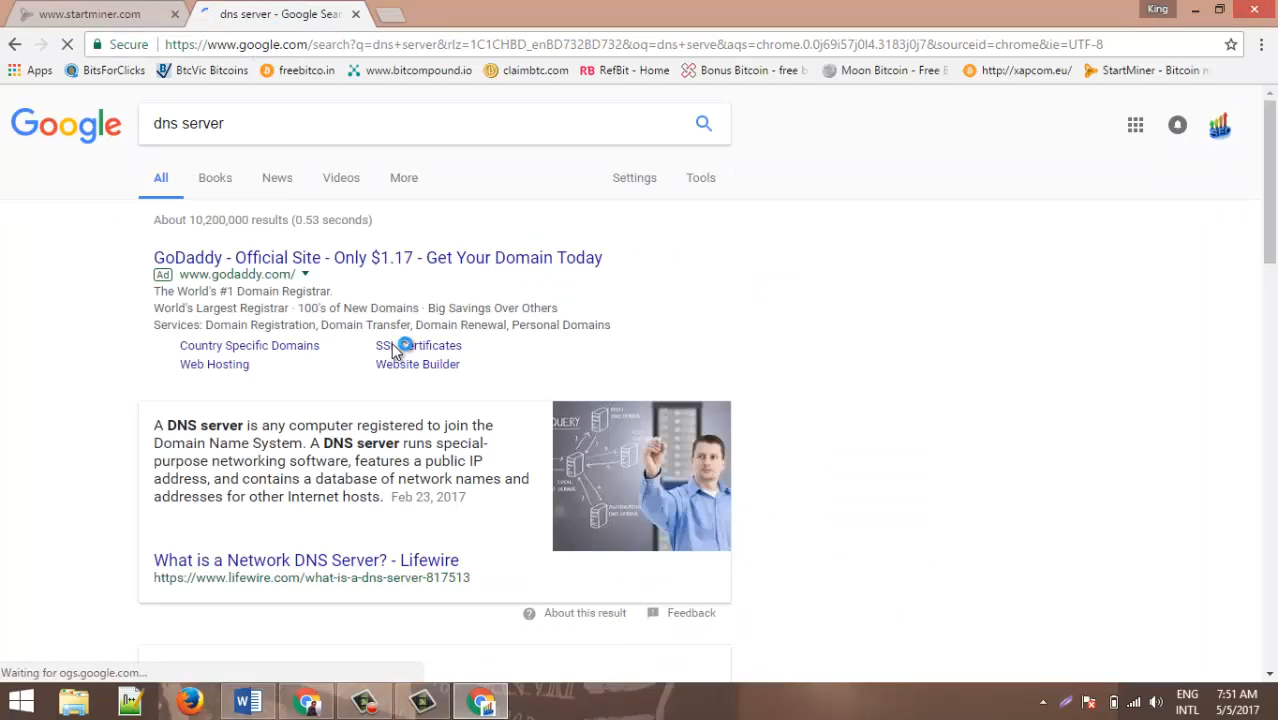 www.startminer.com
dns server - Google Sea
King
Secure
https://www.google.com/search?q=dns+server&rlz=1C1CHBD_enBD732BD732&oq=dns+serve&aqs=chrome.0.0j69i57j0l4.3183j0j7&sourceid=chrome&ie=UTF-8
Apps BitsForClicks BtcVic Bitcoins freebitco.in www.bitcompound.io claimbtc.com RB RefBit - Home Bonus Bitcoin - free b Moon Bitcoin - Free B http://xapcom.eu/ StartMiner - Bitcoin m
Google
dns server
All Books News Videos More Settings Tools
About 10,200,000 results (0.53 seconds)
GoDaddy - Official Site - Only $1.17 - Get Your Domain Today
Ad www.godaddy.com/
The World's #1 Domain Registrar.
World's Largest Registrar · 100's of New Domains · Big Savings Over Others
Services: Domain Registration, Domain Transfer, Domain Renewal, Personal Domains
Country Specific Domains SSL Certificates
Web Hosting Website Builder
A DNS server is any computer registered to join the
Domain Name System. A DNS server runs special-
purpose networking software, features a public IP
address, and contains a database of network names and
addresses for other Internet hosts. Feb 23, 2017
QUERY
What is a Network DNS Server? - Lifewire
https://www.lifewire.com/what-is-a-dns-server-817513
About this result Feedback
Waiting for ogs.google.com...
ENG 7:51 AM
INTL 5/5/2017